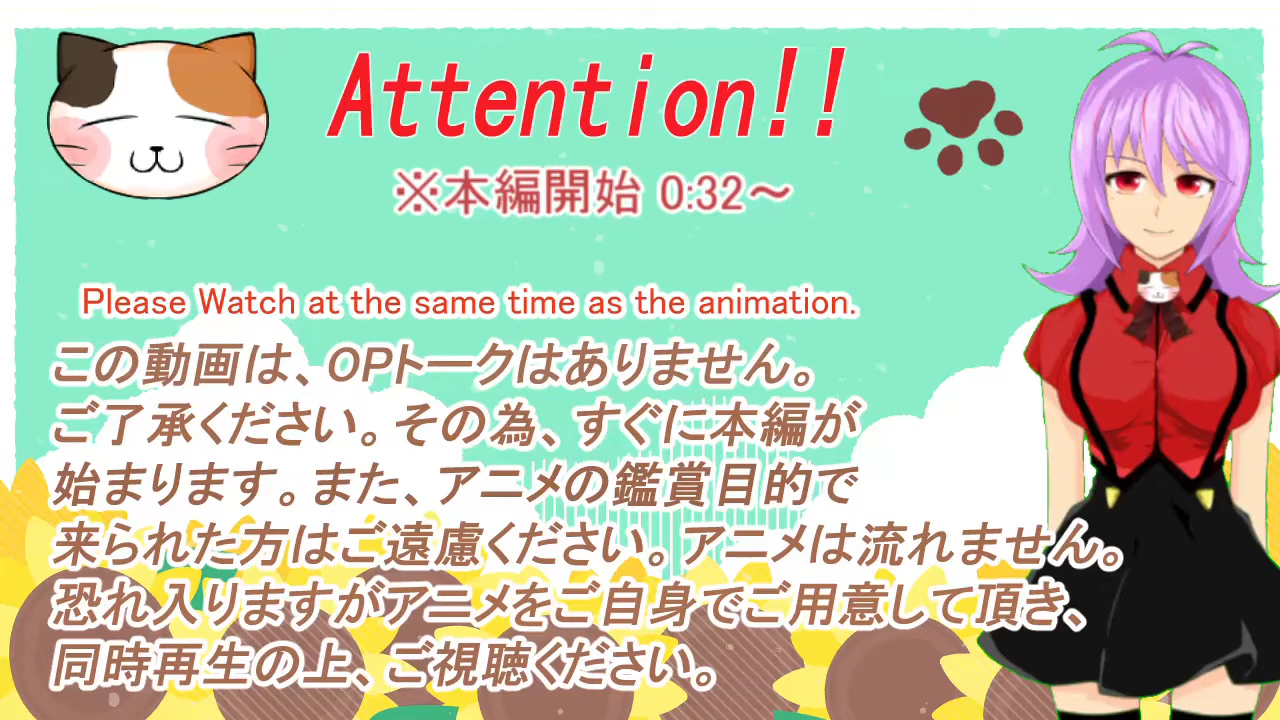 Attention!!
※本編開始 0:32～
Please Watch at the same time as the animation.
この動画は、OPトークはありません。
ご了承ください。その為、すぐに本編が
始まります。また、アニメの鑑賞目的で
来られた方はご遠慮ください。アニメは流れません。
恐れ入りますがアニメをご自身でご用意して頂き、
同時再生の上、ご視聴ください。